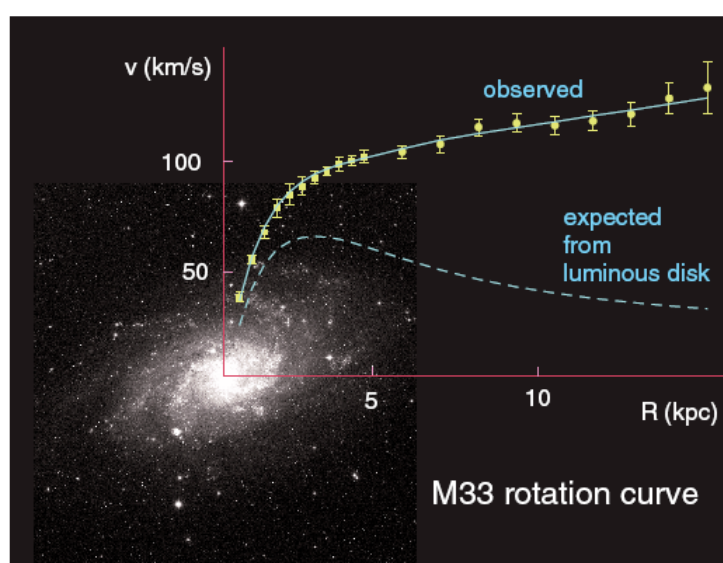 v (km/s)
observed
100
expected
from
luminous disk
50
5
10
R (kpc)
M33 rotation curve